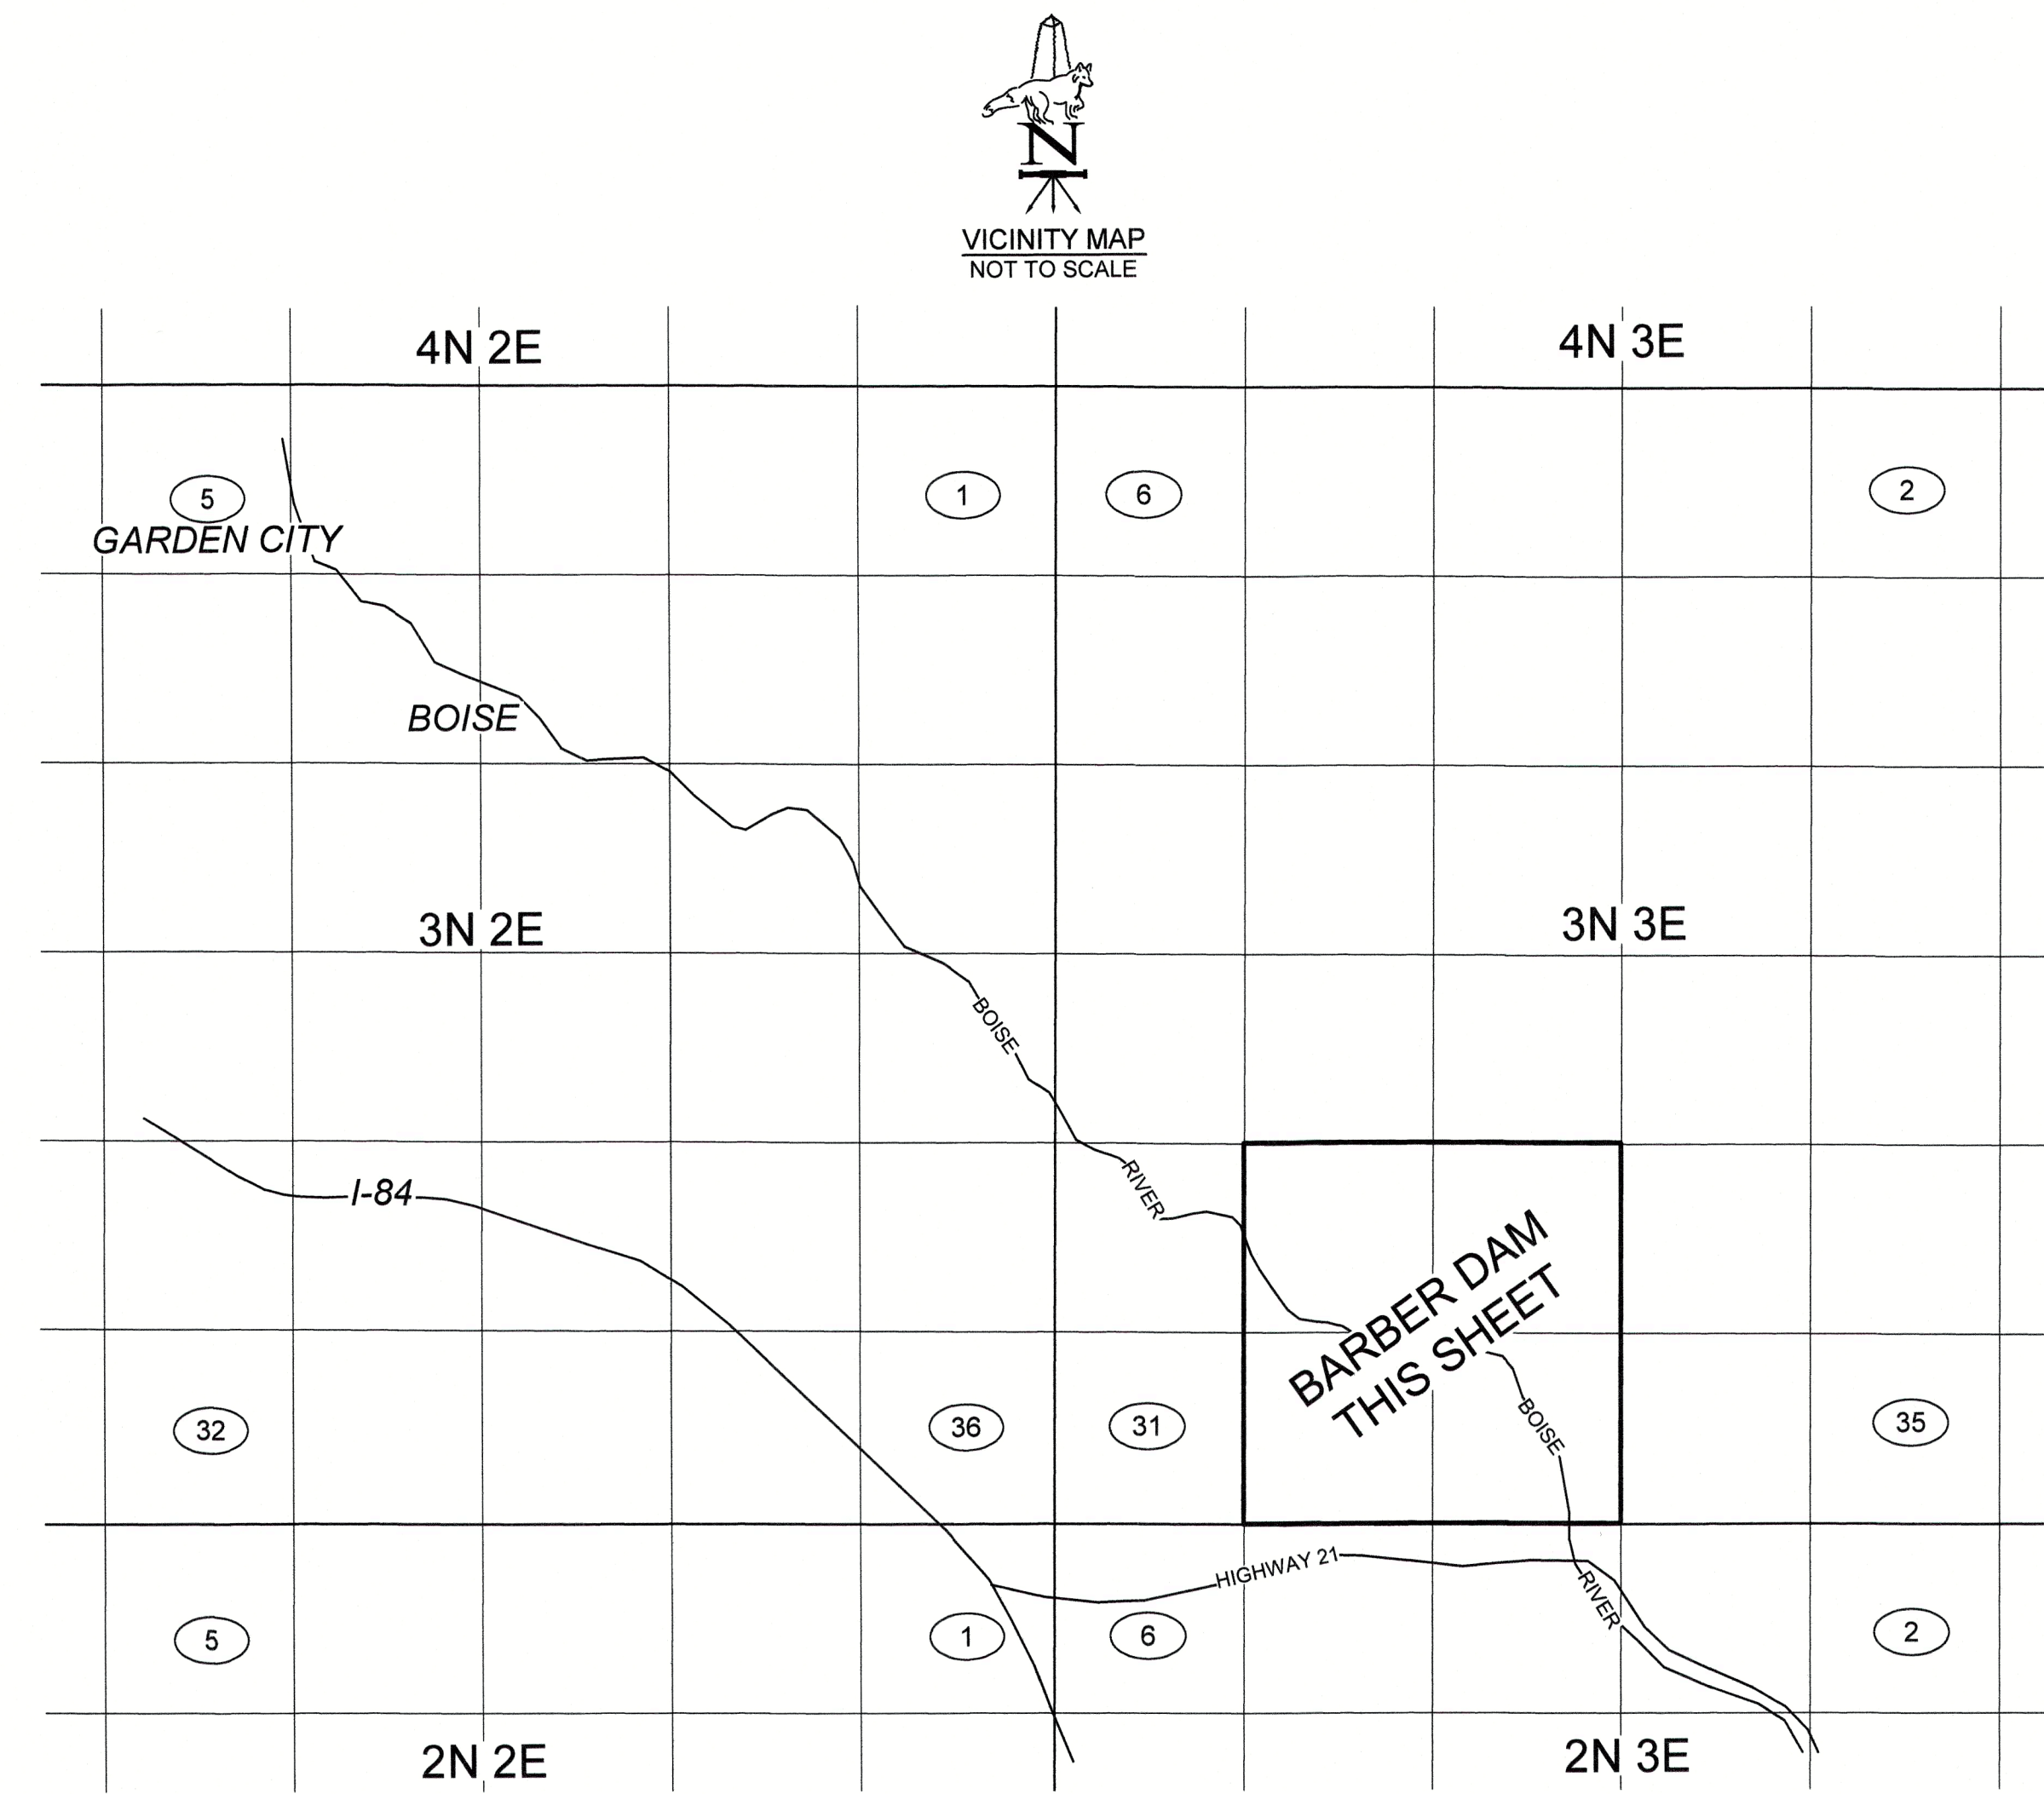 N
VICINITY MAP
NOT TO SCALE
4N 2E
4N 3E
5
1
6
2
GARDEN CITY
BOISE
3N 2E
3N 3E
BOISE
RIVER
I-84
BARBER DAM
THIS SHEET
BOISE
32
36
31
35
HIGHWAY 21
RIVER
5
1
6
2
2N 2E
2N 3E